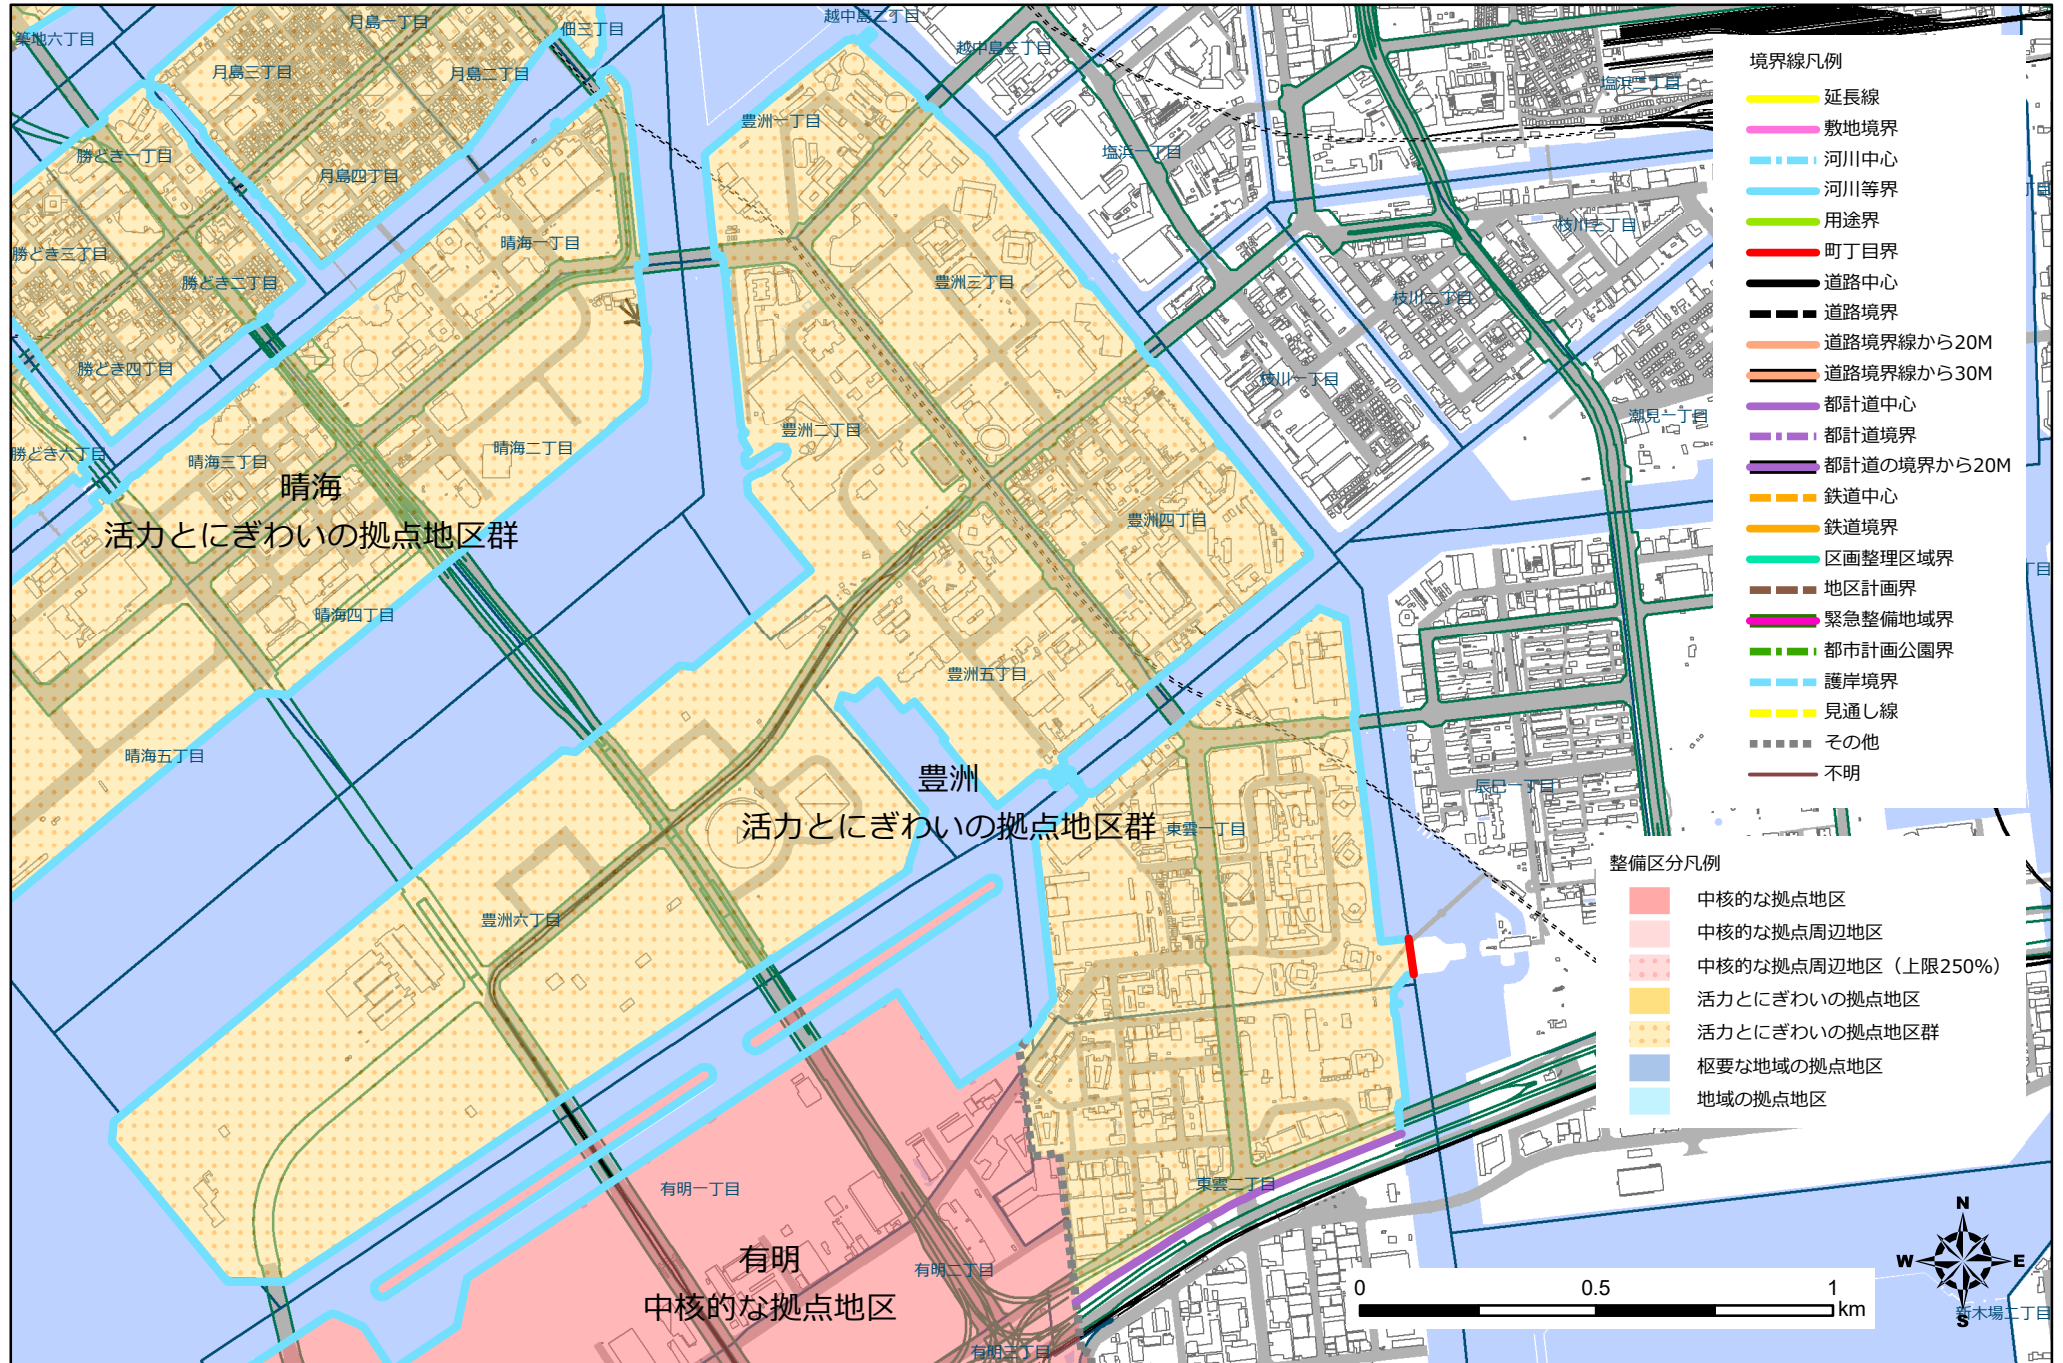 築地六丁目
月島一丁目
佃三丁目
越中島二丁目
越中島三丁目
月島三丁目
月島二丁目
塩浜二丁目
豊洲一丁目
塩浜一丁目
勝どき一丁目
月島四丁目
丁目
枝川三丁目
勝どき三丁目
晴海一丁目
勝どき二丁目
豊洲三丁目
枝川二丁目
勝どき四丁目
枝川一丁目
潮見一丁目
豊洲二丁目
勝どき六丁目
晴海三丁目
晴海二丁目
晴海
活力とにぎわいの拠点地区群
豊洲四丁目
丁目
晴海四丁目
豊洲五丁目
晴海五丁目
豊洲
活力とにぎわいの拠点地区群
東雲一丁目
辰巳一丁目
豊洲六丁目
有明一丁目
東雲二丁目
有明
中核的な拠点地区
有明二丁目
有明三丁目
新木場二丁目
境界線凡例
延長線
敷地境界
河川中心
河川等界
用途界
町丁目界
道路中心
道路境界
道路境界線から20M
道路境界線から30M
都計道中心
都計道境界
都計道の境界から20M
鉄道中心
鉄道境界
区画整理区域界
地区計画界
緊急整備地域界
都市計画公園界
護岸境界
見通し線
その他
不明
整備区分凡例
中核的な拠点地区
中核的な拠点周辺地区
中核的な拠点周辺地区（上限250%）
活力とにぎわいの拠点地区
活力とにぎわいの拠点地区群
枢要な地域の拠点地区
地域の拠点地区
N
W E
S
0 0.5 1
km